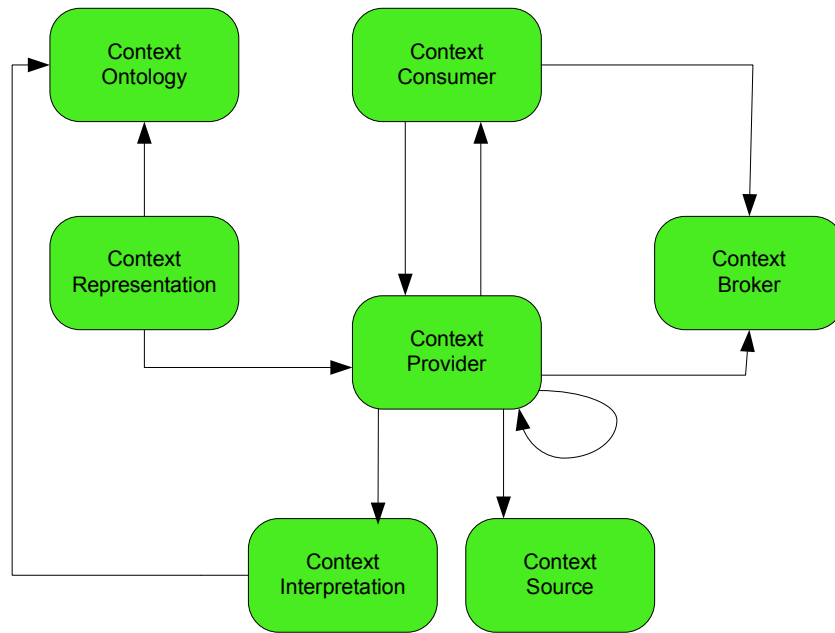 Context
Ontology
Context
Consumer
Context
Representation
Context
Broker
Context
Provider
Context
Interpretation
Context
Source